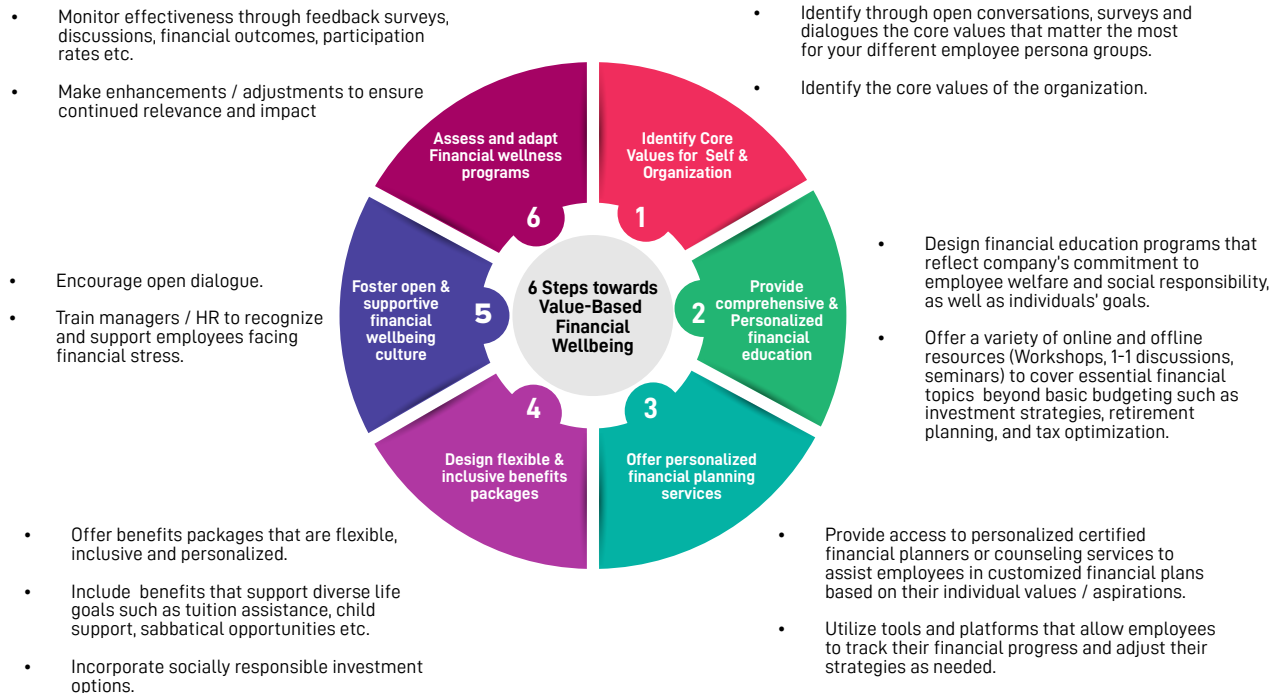 • Monitor effectiveness through feedback surveys,
discussions, financial outcomes, participation
rates etc.
• Make enhancements / adjustments to ensure
continued relevance and impact
• Identify through open conversations, surveys and
dialogues the core values that matter the most
for your different employee persona groups.
• Identify the core values of the organization.
Assess and adapt
Financial wellness
programs
6
Identify Core
Values for Self &
Organization
1
• Encourage open dialogue.
• Train managers / HR to recognize
and support employees facing
financial stress.
Foster open &
supportive
financial
wellbeing
culture
5
6 Steps towards
Value-Based
Financial
Wellbeing
2
Provide
comprehensive &
Personalized
financial
education
• Design financial education programs that
reflect company's commitment to
employee welfare and social responsibility,
as well as individuals' goals.
• Offer a variety of online and offline
resources (Workshops, 1-1 discussions,
seminars) to cover essential financial
topics beyond basic budgeting such as
investment strategies, retirement
planning, and tax optimization.
4
Design flexible &
inclusive benefits
packages
3
Offer personalized
financial planning
services
• Offer benefits packages that are flexible,
inclusive and personalized.
• Include benefits that support diverse life
goals such as tuition assistance, child
support, sabbatical opportunities etc.
• Incorporate socially responsible investment
options.
• Provide access to personalized certified
financial planners or counseling services to
assist employees in customized financial plans
based on their individual values / aspirations.
• Utilize tools and platforms that allow employees
to track their financial progress and adjust their
strategies as needed.